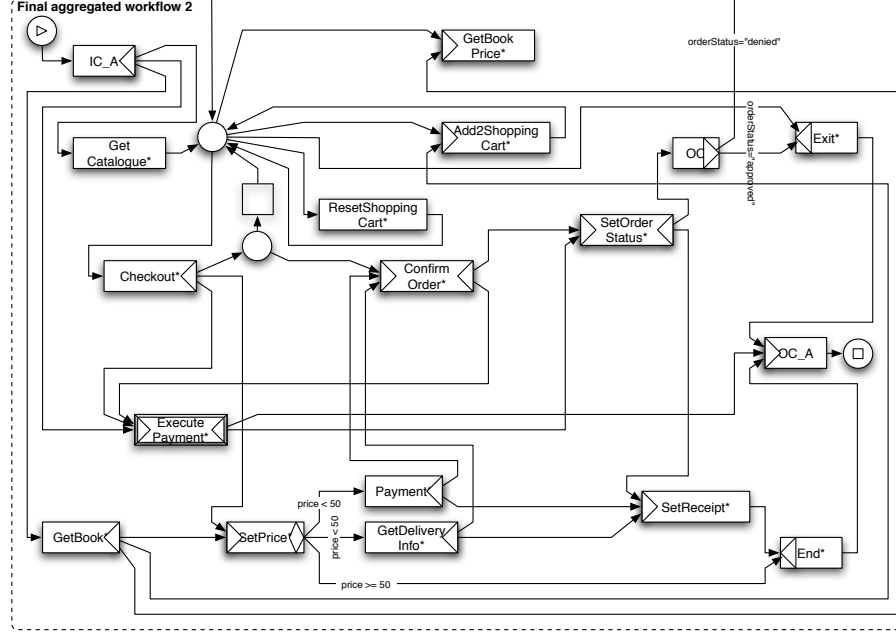 Final aggregated workflow 2
GetBook
Price*
orderStatus="denied"
IC_A
orderStatus="approved"
Get
Catalogue*
Add2Shopping
Cart*
OC
Exit*
ResetShopping
Cart*
SetOrder
Status*
Checkout*
Confirm
Order*
OC_A
Execute
Payment*
Payment*
price < 50
SetReceipt*
GetBook*
SetPrice*
price < 50
GetDelivery
Info*
End*
price >= 50